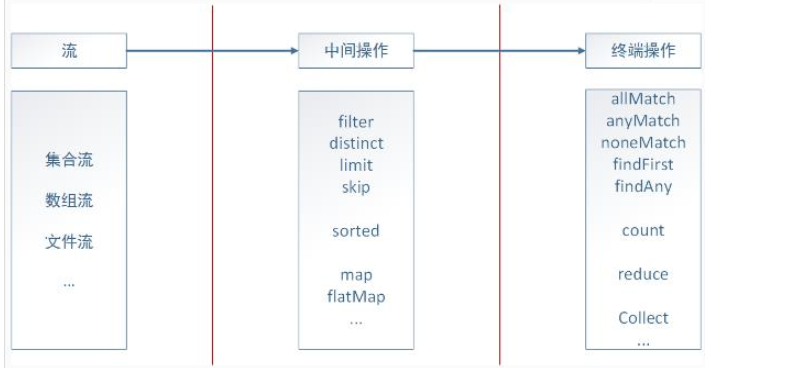 流
中间操作
终端操作
集合流
数组流
文件流
...
filter
distinct
limit
skip
sorted
map
flatMap
...
allMatch
anyMatch
noneMatch
findFirst
findAny
count
reduce
Collect
...